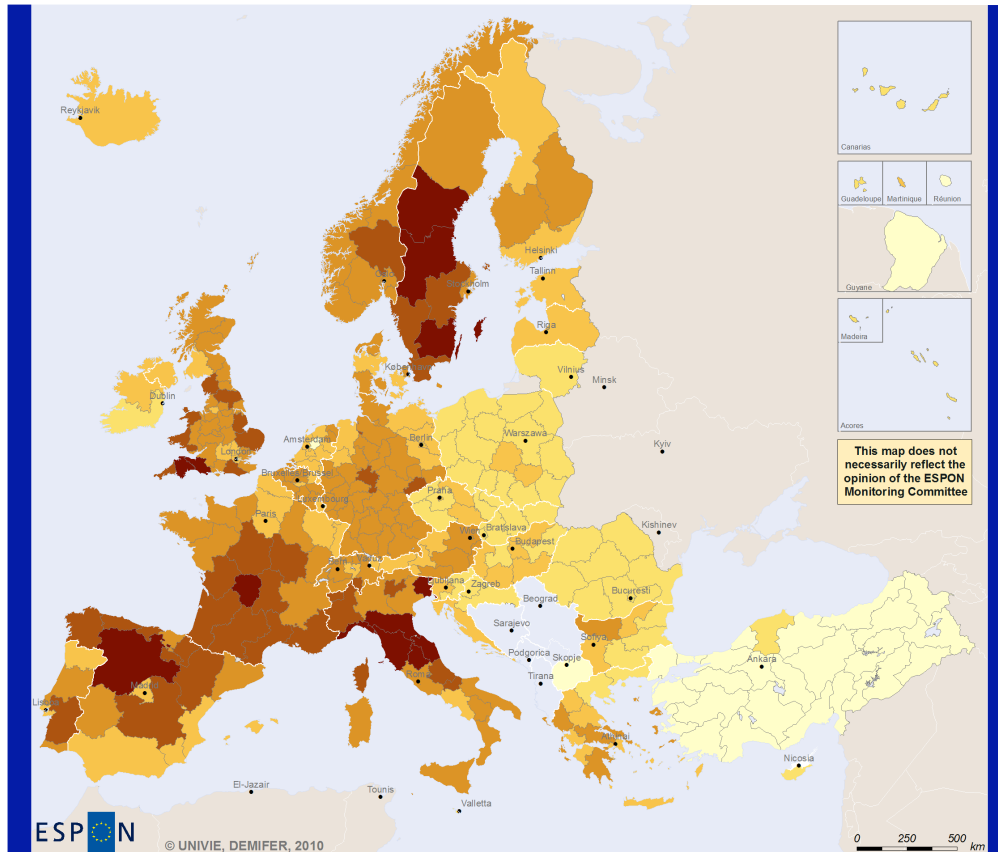 Reykjavik
Canarias
Guadeloupe
Martinique
Réunion
Helsinki
Oslo
Tallinn
Stockholm
Guyane
Riga
Madeira
København
Vilnius
Minsk
Dublin
Acores
Amsterdam
Berlin
Warszawa
London
Kyiv
This map does not
necessarily reflect the
opinion of the ESPON
Monitoring Committee
Bruxelles/Brussel
Praha
Luxembourg
Paris
Kishinev
Wien
Bratislava
Budapest
Bern
Vaduz
Ljubljana
Zagreb
Bucuresti
Beograd
Sarajevo
Sofiya
Podgorica
Skopje
Ankara
Roma
Tirana
Madrid
Lisboa
Athinai
Nicosia
El-Jazair
Tounis
Valletta
ESPON
© UNIVIE, DEMIFER, 2010
0 250 500
km